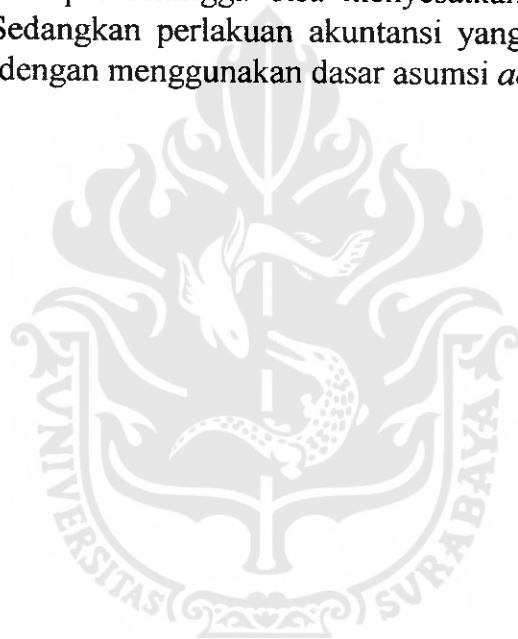 sehingga bisa menyesatkan
Sedangkan perlakuan akuntansi yang
dengan menggunakan dasar asumsi
UNIVERSITAS SURABAYA